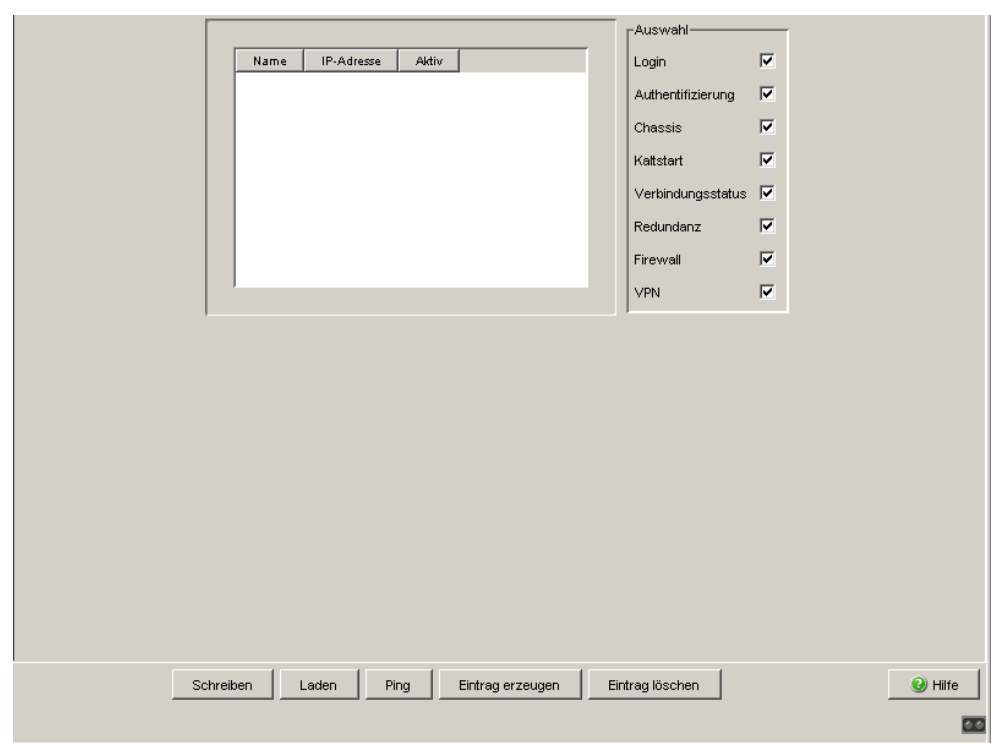 Auswahl
Name IP-Adresse Aktiv
Login
Authentifizierung
Chassis
Kaltstart
Verbindungsstatus
Redundanz
Firewall
VPN
Schreiben Laden Ping Eintrag erzeugen Eintrag löschen Hilfe